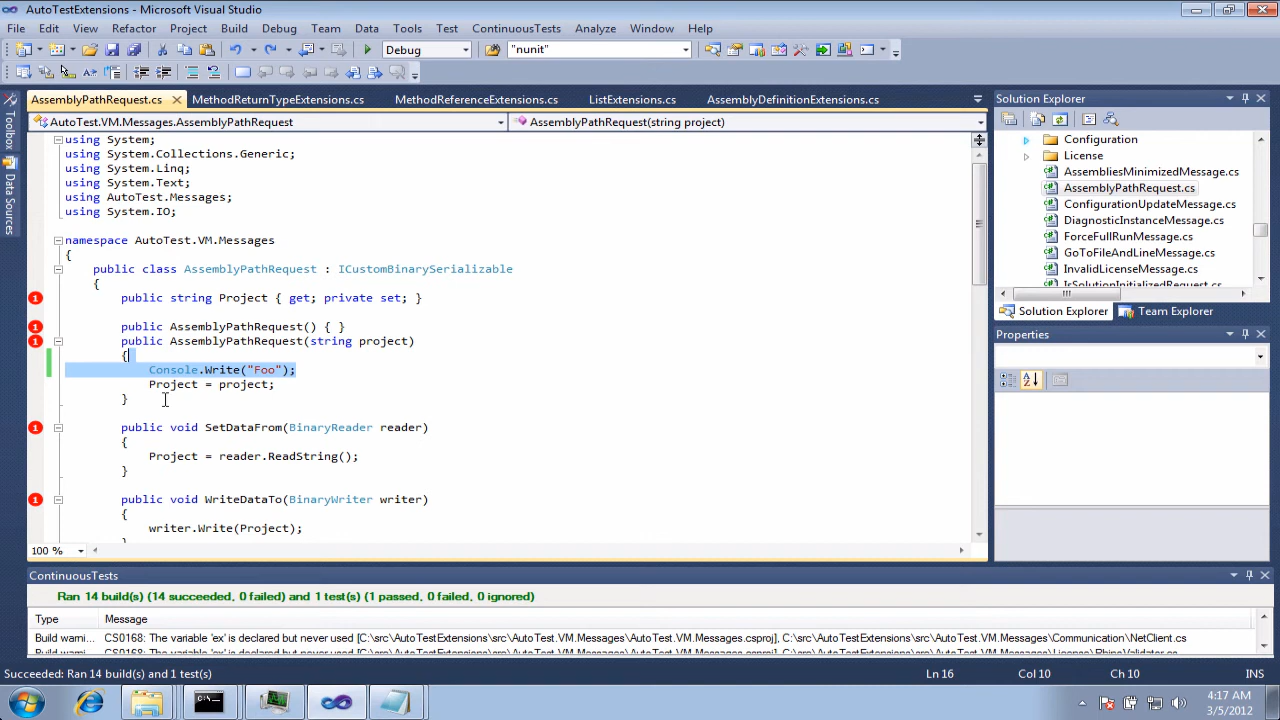 AutoTestExtensions - Microsoft Visual Studio
File Edit View Refactor Project Build Debug Team Data Tools Test ContinuousTests Analyze Window Help
Debug "nunit"
AssemblyPathRequest.cs MethodReturnTypeExtensions.cs MethodReferenceExtensions.cs ListExtensions.cs AssemblyDefinitionExtensions.cs
AutoTest.VM.Messages.AssemblyPathRequest AssemblyPathRequest(string project)
using System;
using System.Collections.Generic;
using System.Linq;
using System.Text;
using AutoTest.Messages;
using System.IO;
namespace AutoTest.VM.Messages
{
public class AssemblyPathRequest : ICustomBinarySerializable
{
1 public string Project { get; private set; }
1 public AssemblyPathRequest() { }
1 public AssemblyPathRequest(string project)
{
Console.Write("Foo");
Project = project;
}
1 public void SetDataFrom(BinaryReader reader)
{
Project = reader.ReadString();
}
1 public void WriteDataTo(BinaryWriter writer)
{
writer.Write(Project);
}
100 %
Toolbox
Data Sources
Solution Explorer
Configuration
License
AssembliesMinimizedMessage.cs
AssemblyPathRequest.cs
ConfigurationUpdateMessage.cs
DiagnosticInstanceMessage.cs
ForceFullRunMessage.cs
GoToFileAndLineMessage.cs
InvalidLicenseMessage.cs
IsSolutionInitializedRequest.cs
Solution Explorer Team Explorer
Properties
ContinuousTests
Ran 14 build(s) (14 succeeded, 0 failed) and 1 test(s) (1 passed, 0 failed, 0 ignored)
Type Message
Build warni... CS0168: The variable 'ex' is declared but never used [C:\src\AutoTestExtensions\src\AutoTest.VM.Messages\AutoTest.VM.Messages.csproj], C:\src\AutoTestExtensions\src\AutoTest.VM.Messages\Communication\NetClient.cs
Build warni... CS0168: The variable 'ex' is declared but never used [C:\src\AutoTestExtensions\src\AutoTest.VM.Messages\AutoTest.VM.Messages.csproj], C:\src\AutoTestExtensions\src\AutoTest.VM.Messages\License\RhinoValidator.cs
Succeeded: Ran 14 build(s) and 1 test(s) Ln 16 Col 10 Ch 10 INS
4:17 AM
3/5/2012